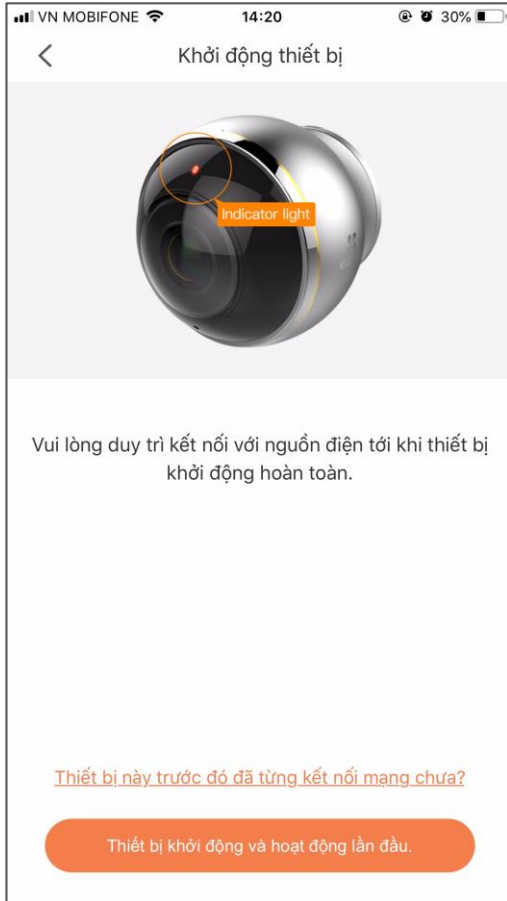 VN MOBIFONE 14:20 30%
Khởi động thiết bị
Indicator light
Vui lòng duy trì kết nối với nguồn điện tới khi thiết bị
khởi động hoàn toàn.
Thiết bị này trước đó đã từng kết nối mạng chưa?
Thiết bị khởi động và hoạt động lần đầu.